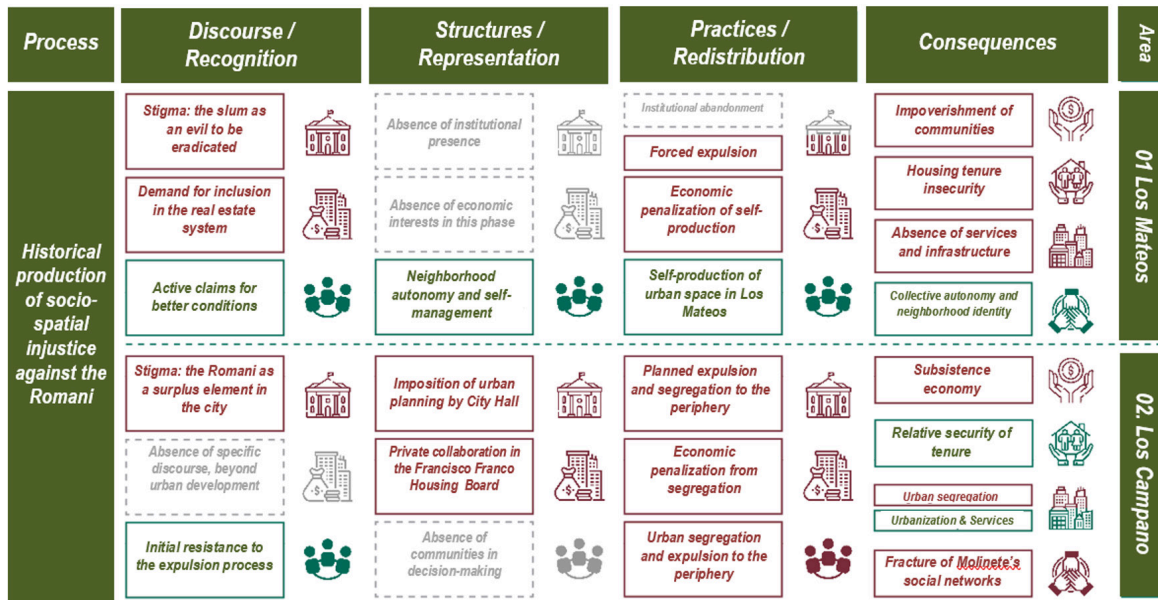 Process
Discourse /
Recognition
Structures /
Representation
Practices /
Redistribution
Consequences
Area
Historical
production
of socio-
spatial
injustice
against the
Romani
Stigma: the slum as
an evil to be
eradicated
Absence of institutional
presence
Institutional abandonment
Forced expulsion
Impoverishment of
communities
Demand for inclusion
in the real estate
system
Absence of economic
interests in this phase
Economic
penalization of self-
production
Housing tenure
insecurity
Absence of services
and infrastructure
Active claims for
better conditions
Neighborhood
autonomy and self-
management
Self-production of
urban space in Los
Mateos
Collective autonomy and
neighborhood identity
01 Los Mateos
Stigma: the Romani as
a surplus element in
the city
Imposition of urban
planning by City Hall
Planned expulsion
and segregation to the
periphery
Subsistence
economy
Absence of specific
discourse, beyond
urban development
Private collaboration in
the Francisco Franco
Housing Board
Economic
penalization from
segregation
Relative security of
tenure
Urban segregation
Urbanization & Services
Initial resistance to
the expulsion process
Absence of
communities in
decision-making
Urban segregation
and expulsion to the
periphery
Fracture of Molinete's
social networks
02. Los Campano